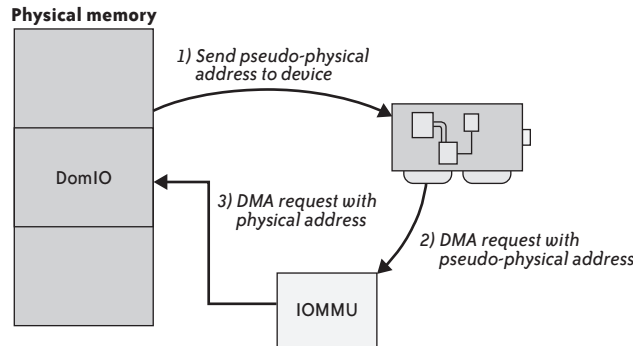 Physical memory
1) Send pseudo-physical
address to device
DomIO
3) DMA request with
physical address
2) DMA request with
pseudo-physical address
IOMMU